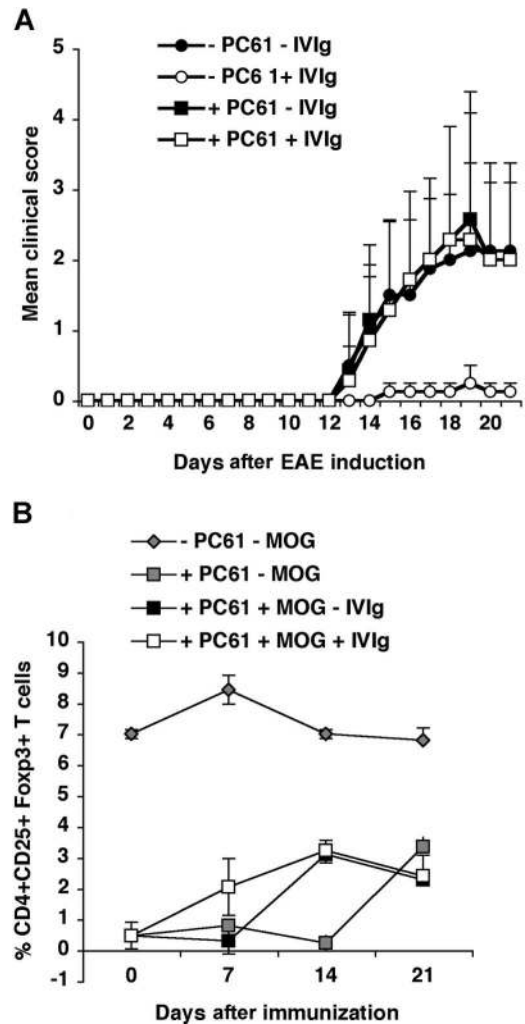 A
- PC61 - IVIg
- PC6 1+ IVIg
+ PC61 - IVIg
+ PC61 + IVIg
Mean clinical score
5
4
3
2
1
0
0 2 4 6 8 10 12 14 16 18 20
Days after EAE induction
B
- PC61 - MOG
+ PC61 - MOG
+ PC61 + MOG - IVIg
+ PC61 + MOG + IVIg
% CD4+CD25+ Foxp3+ T cells
10
9
8
7
6
5
4
3
2
1
0
-1
0 7 14 21
Days after immunization